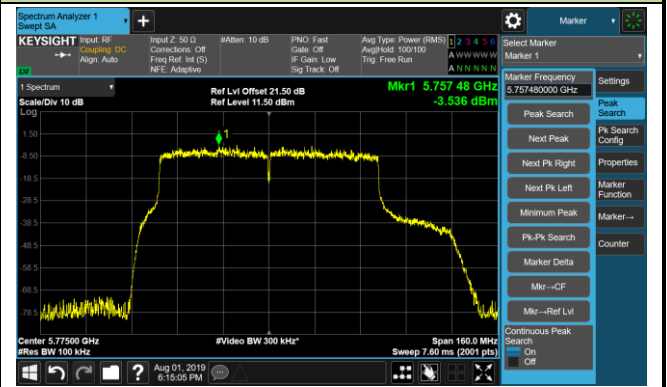 Spectrum Analyzer 1
Swept SA
+
Marker
KEYSIGHT
Input: RF
Coupling: DC
Align: Auto
Input Z: 50 Ω
Corrections: Off
Freq Ref: Int (S)
NFE: Adaptive
#Atten: 10 dB
PNO: Fast
Gate: Off
IF Gain: Low
Sig Track: Off
Avg Type: Power (RMS)
Avg|Hold: 100/100
Trig: Free Run
1 2 3 4 5 6
A W W W W W
A N N N N N
Select Marker
Marker 1
1 Spectrum
Scale/Div 10 dB
Log
Ref Lvl Offset 21.50 dB
Ref Level 11.50 dBm
Mkr1 5.757 48 GHz
-3.536 dBm
1
1.50
-8.50
-18.5
-28.5
-38.5
-48.5
-58.5
-68.5
-78.5
Center 5.77500 GHz
#Res BW 100 kHz
#Video BW 300 kHz*
Span 160.0 MHz
Sweep 7.60 ms (2001 pts)
Marker Frequency
5.757480000 GHz
Peak Search
Next Peak
Next Pk Right
Next Pk Left
Minimum Peak
Pk-Pk Search
Marker Delta
Mkr→CF
Mkr→Ref Lvl
Continuous Peak
Search
On
Off
Settings
Peak
Search
Pk Search
Config
Properties
Marker
Function
Marker→
Counter
?
Aug 01, 2019
6:15:05 PM